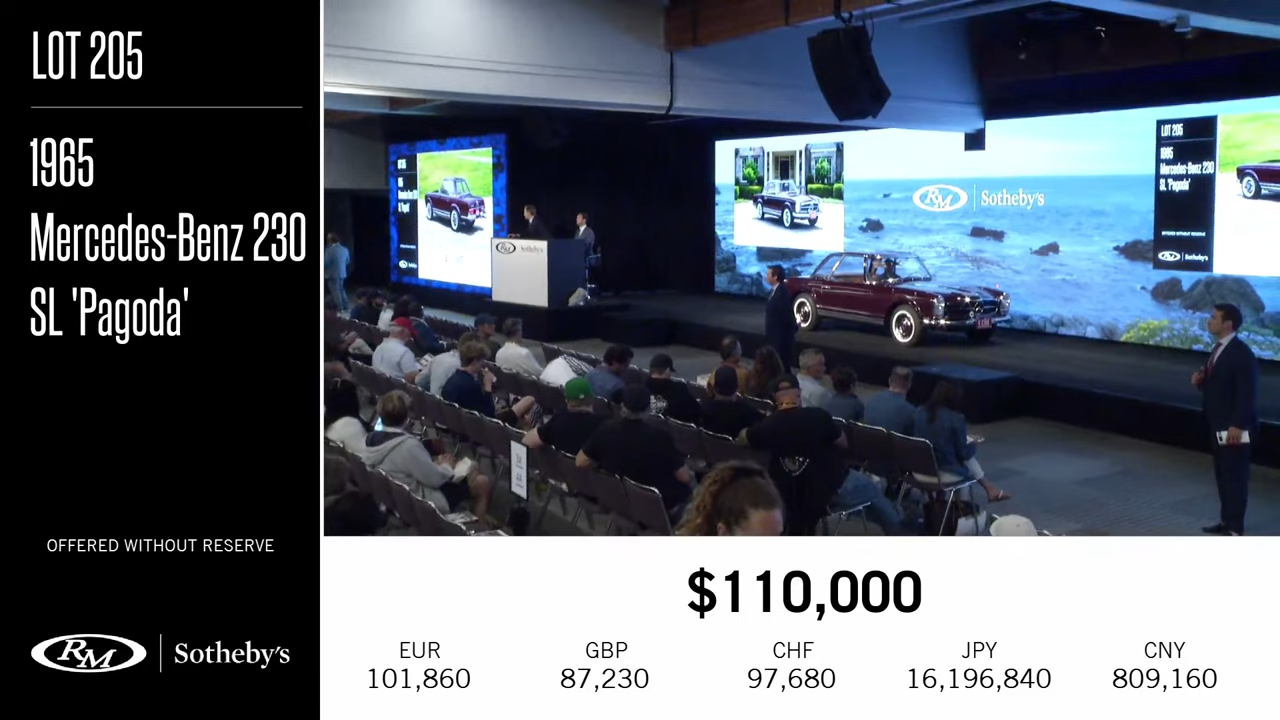 LOT 205
1965
Mercedes-Benz 230
SL 'Pagoda'
OFFERED WITHOUT RESERVE
RM
Sotheby's
RM
Sotheby's
RM
Sotheby's
LOT 205
1965
Mercedes-Benz 230
SL 'Pagoda'
$110,000
EUR
GBP
CHF
JPY
CNY
101,860
87,230
97,680
16,196,840
809,160